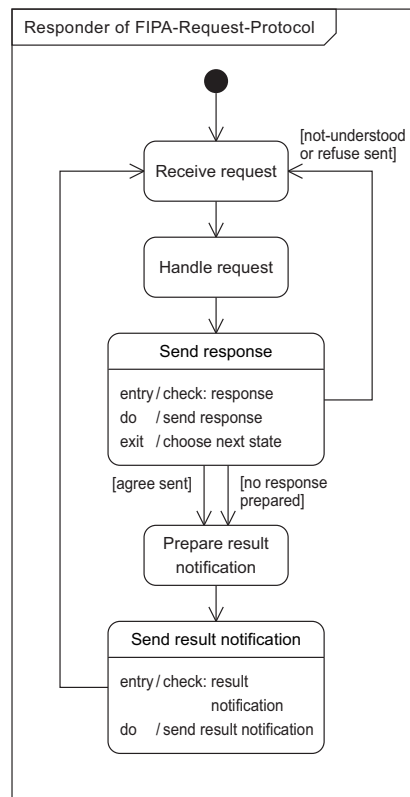 Responder of FIPA-Request-Protocol
[not-understood
or refuse sent]
Receive request
Handle request
Send response
entry / check: response
do / send response
exit / choose next state
[agree sent]
[no response
prepared]
Prepare result
notification
Send result notification
entry / check: result
notification
do / send result notification